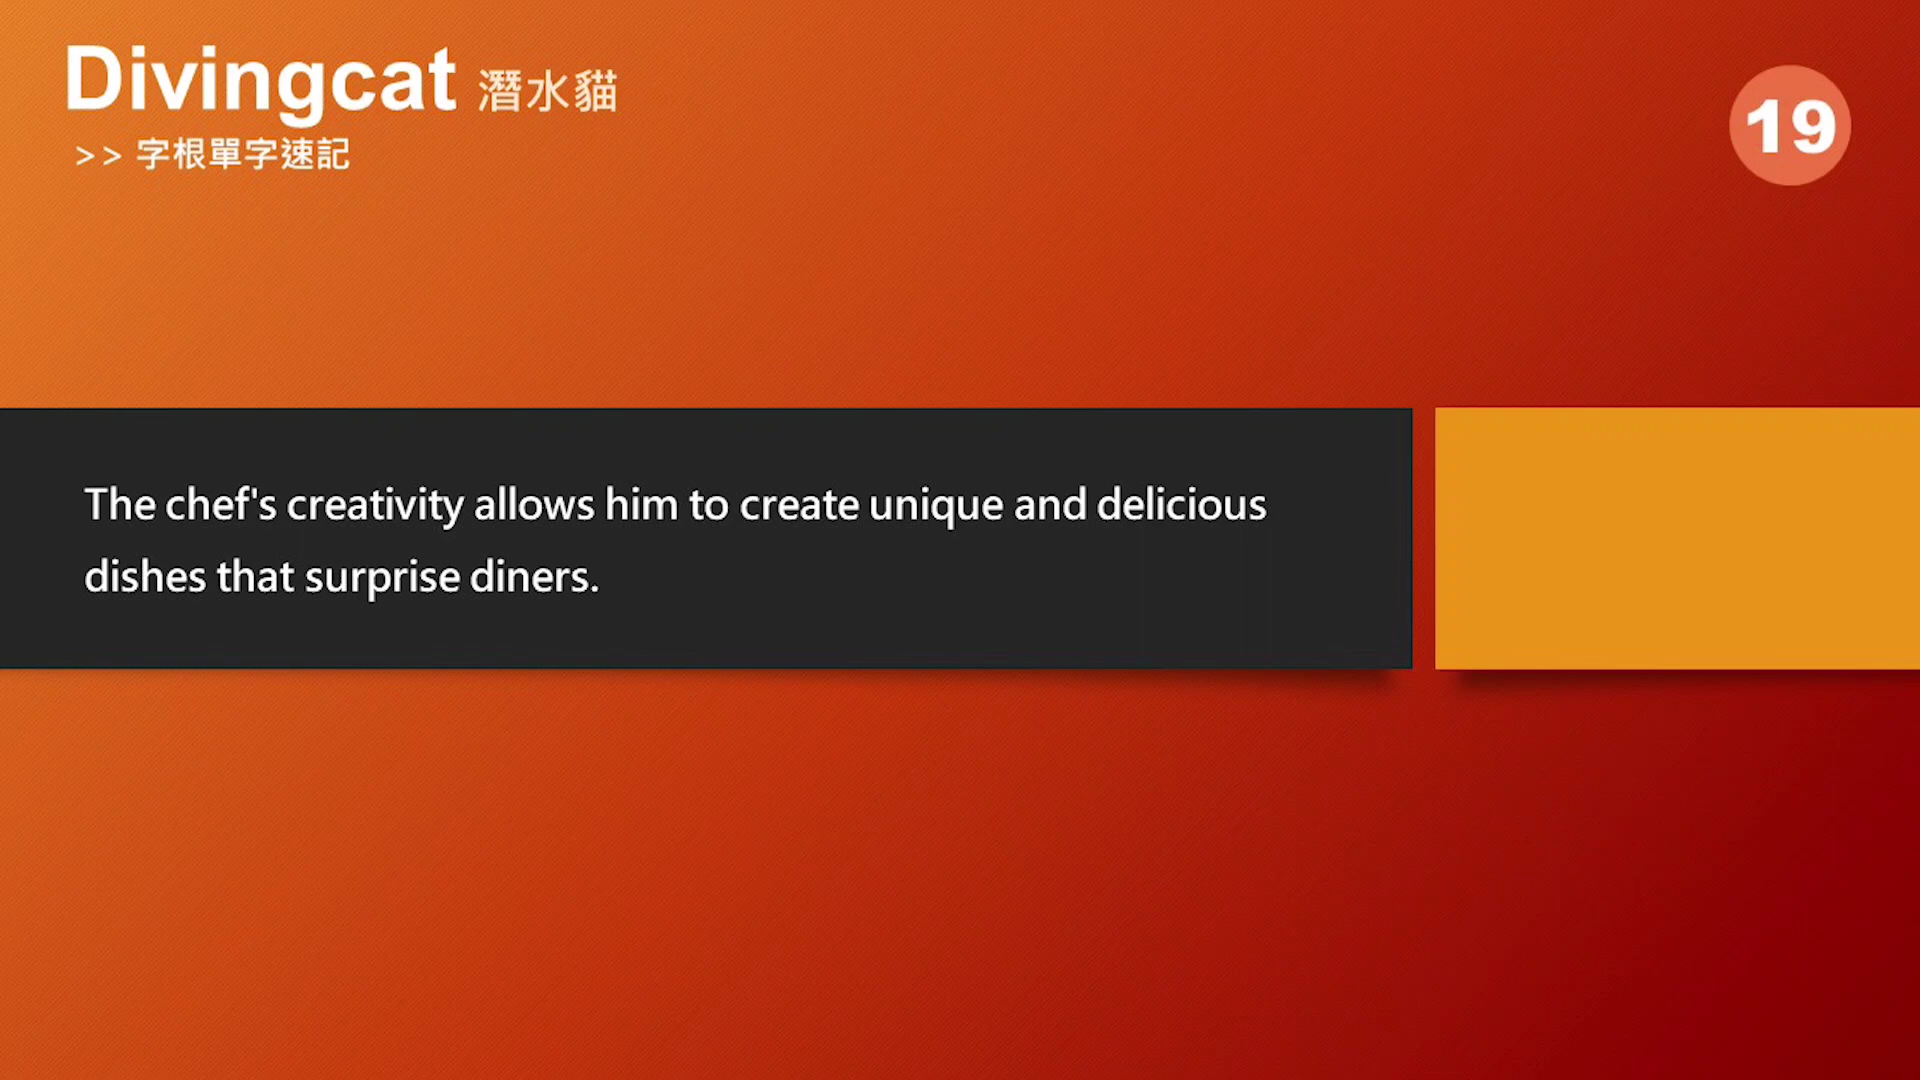 Divingcat 潛水貓
>> 字根單字速記
19
The chef's creativity allows him to create unique and delicious
dishes that surprise diners.